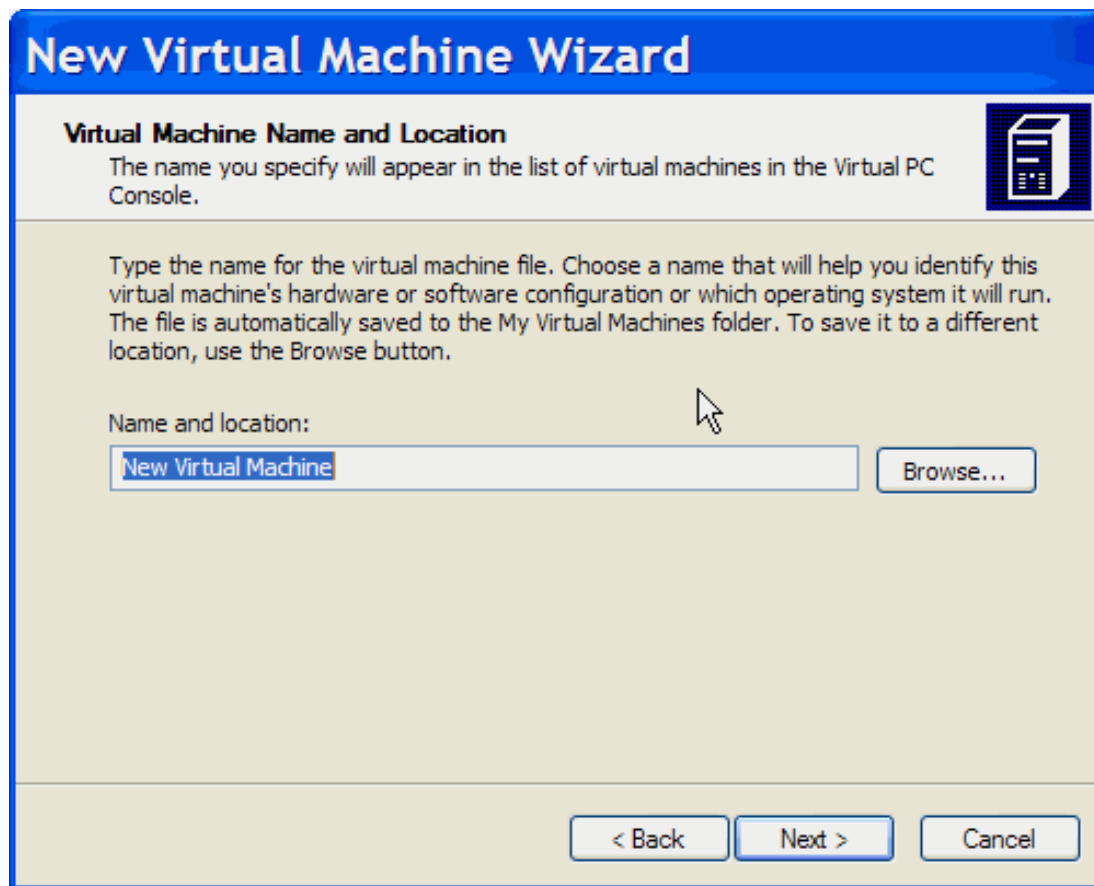 New Virtual Machine Wizard
Virtual Machine Name and Location
The name you specify will appear in the list of virtual machines in the Virtual PC
Console.
Type the name for the virtual machine file. Choose a name that will help you identify this
virtual machine's hardware or software configuration or which operating system it will run.
The file is automatically saved to the My Virtual Machines folder. To save it to a different
location, use the Browse button.
Name and location:
New Virtual Machine
Browse...
< Back
Next >
Cancel